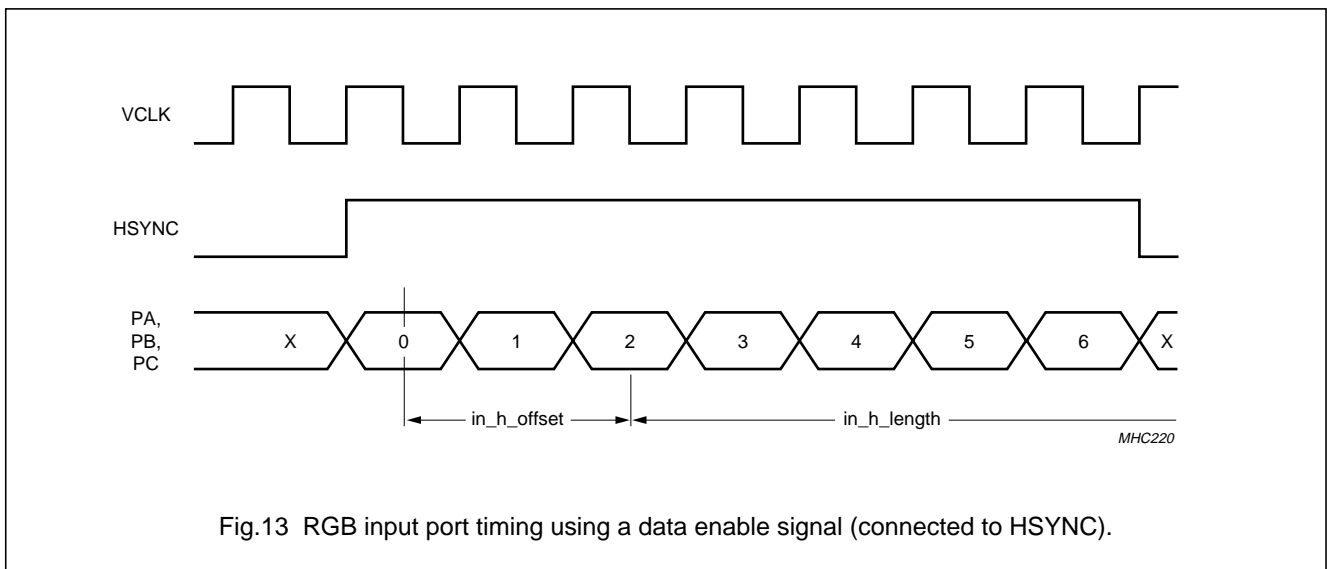 VCLK
HSYNC
PA,
PB,
PC
X 0 1 2 3 4 5 6 X
in_h_offset in_h_length
MHC220
Fig.13 RGB input port timing using a data enable signal (connected to HSYNC).